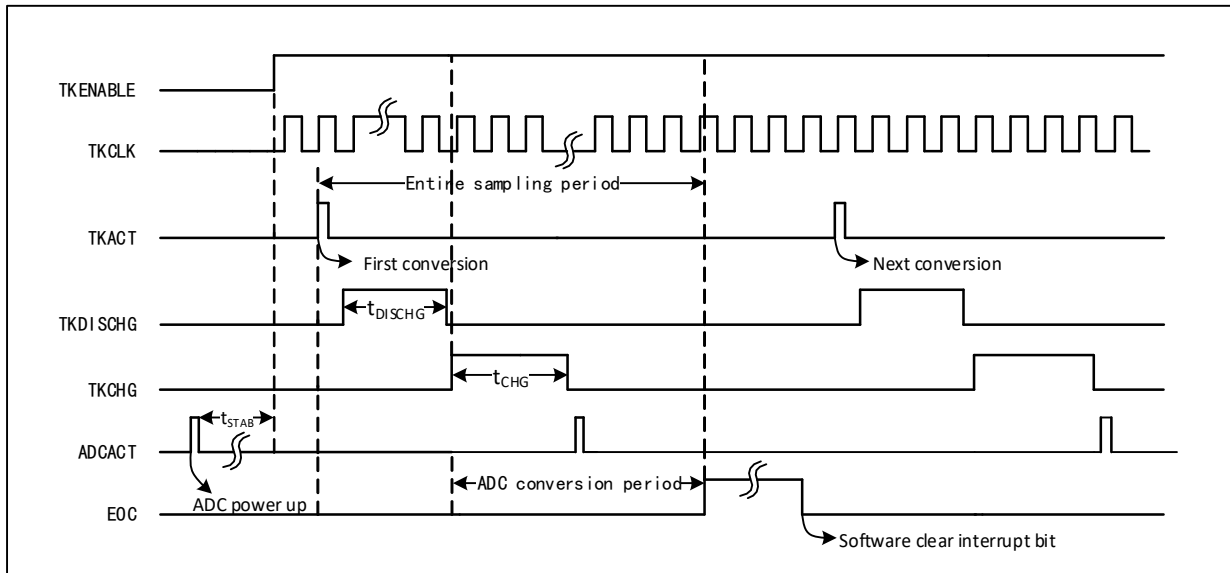 TKENABLE
TKCLK
Entire sampling period
TKACT
First conversion
Next conversion
TKDISCHG
tDISCHG
TKCHG
tCHG
tSTAB
ADCACT
ADC power up
ADC conversion period
EOC
Software clear interrupt bit